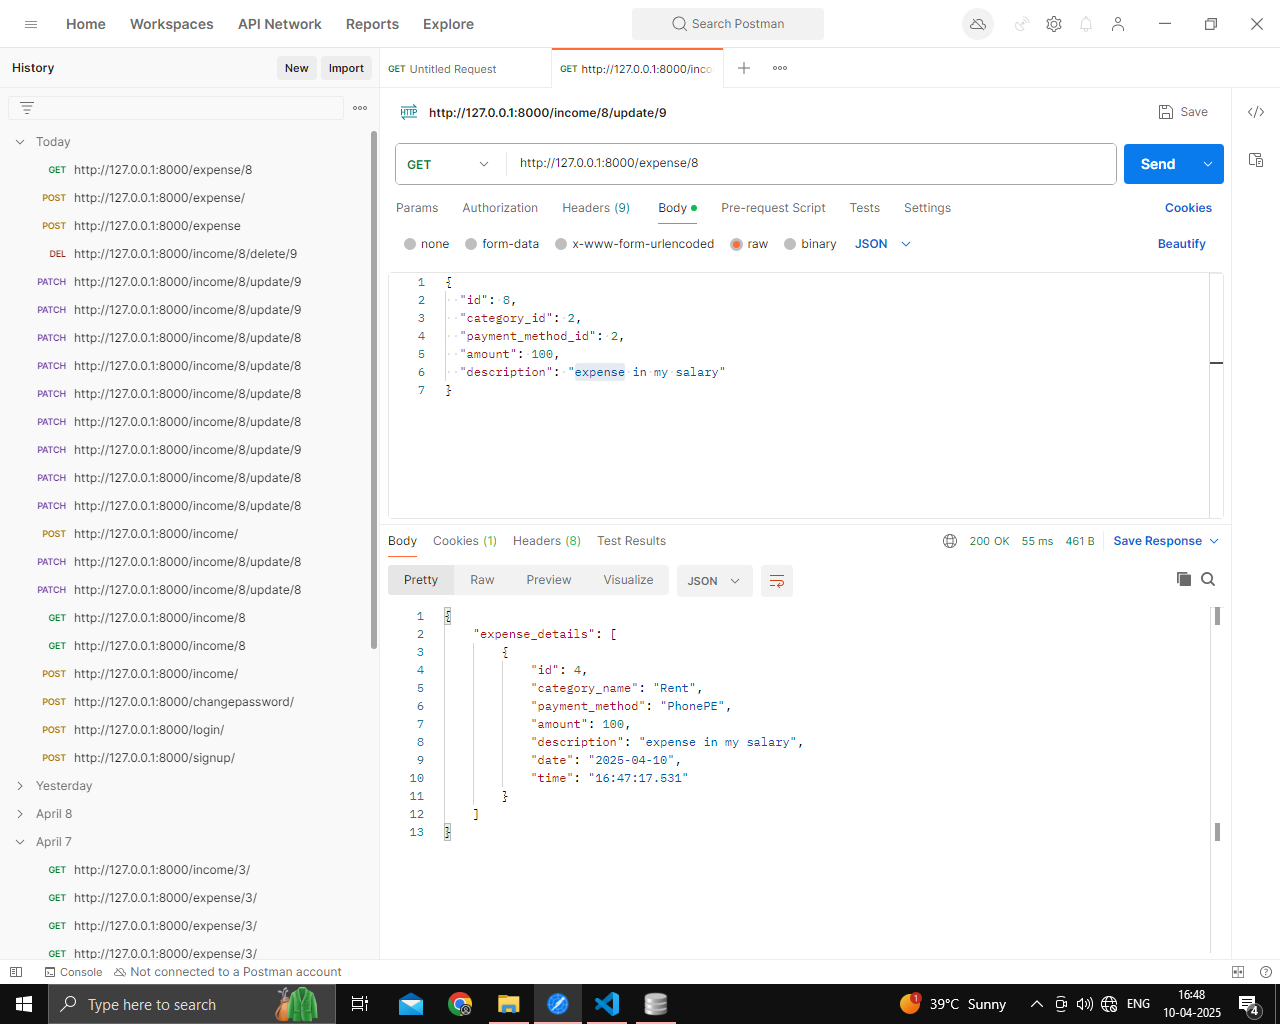 Home Workspaces API Network Reports Explore Search Postman
History New Import
GET Untitled Request GET http://127.0.0.1:8000/inco
HTTP http://127.0.0.1:8000/income/8/update/9 Save
Today
GET http://127.0.0.1:8000/expense/8
POST http://127.0.0.1:8000/expense/
POST http://127.0.0.1:8000/expense
DEL http://127.0.0.1:8000/income/8/delete/9
PATCH http://127.0.0.1:8000/income/8/update/9
PATCH http://127.0.0.1:8000/income/8/update/9
PATCH http://127.0.0.1:8000/income/8/update/8
PATCH http://127.0.0.1:8000/income/8/update/8
PATCH http://127.0.0.1:8000/income/8/update/8
PATCH http://127.0.0.1:8000/income/8/update/8
PATCH http://127.0.0.1:8000/income/8/update/9
PATCH http://127.0.0.1:8000/income/8/update/8
PATCH http://127.0.0.1:8000/income/8/update/8
POST http://127.0.0.1:8000/income/
PATCH http://127.0.0.1:8000/income/8/update/8
PATCH http://127.0.0.1:8000/income/8/update/8
GET http://127.0.0.1:8000/income/8
GET http://127.0.0.1:8000/income/8
POST http://127.0.0.1:8000/income/
POST http://127.0.0.1:8000/changepassword/
POST http://127.0.0.1:8000/login/
POST http://127.0.0.1:8000/signup/
Yesterday
April 8
April 7
GET http://127.0.0.1:8000/income/3/
GET http://127.0.0.1:8000/expense/3/
GET http://127.0.0.1:8000/expense/3/
GET http://127.0.0.1:8000/expense/3/
GET http://127.0.0.1:8000/expense/8 Send
Params Authorization Headers (9) Body Pre-request Script Tests Settings Cookies
none form-data x-www-form-urlencoded raw binary JSON Beautify
1 {
2 "id": 8,
3 "category_id": 2,
4 "payment_method_id": 2,
5 "amount": 100,
6 "description": "expense in my salary"
7 }
Body Cookies (1) Headers (8) Test Results 200 OK 55 ms 461 B Save Response
Pretty Raw Preview Visualize JSON
1 {
2 "expense_details": [
3 {
4 "id": 4,
5 "category_name": "Rent",
6 "payment_method": "PhonePE",
7 "amount": 100,
8 "description": "expense in my salary",
9 "date": "2025-04-10",
10 "time": "16:47:17.531"
11 }
12 ]
13 }
Console Not connected to a Postman account
Type here to search 1 39°C Sunny ENG 16:48 4
10-04-2025